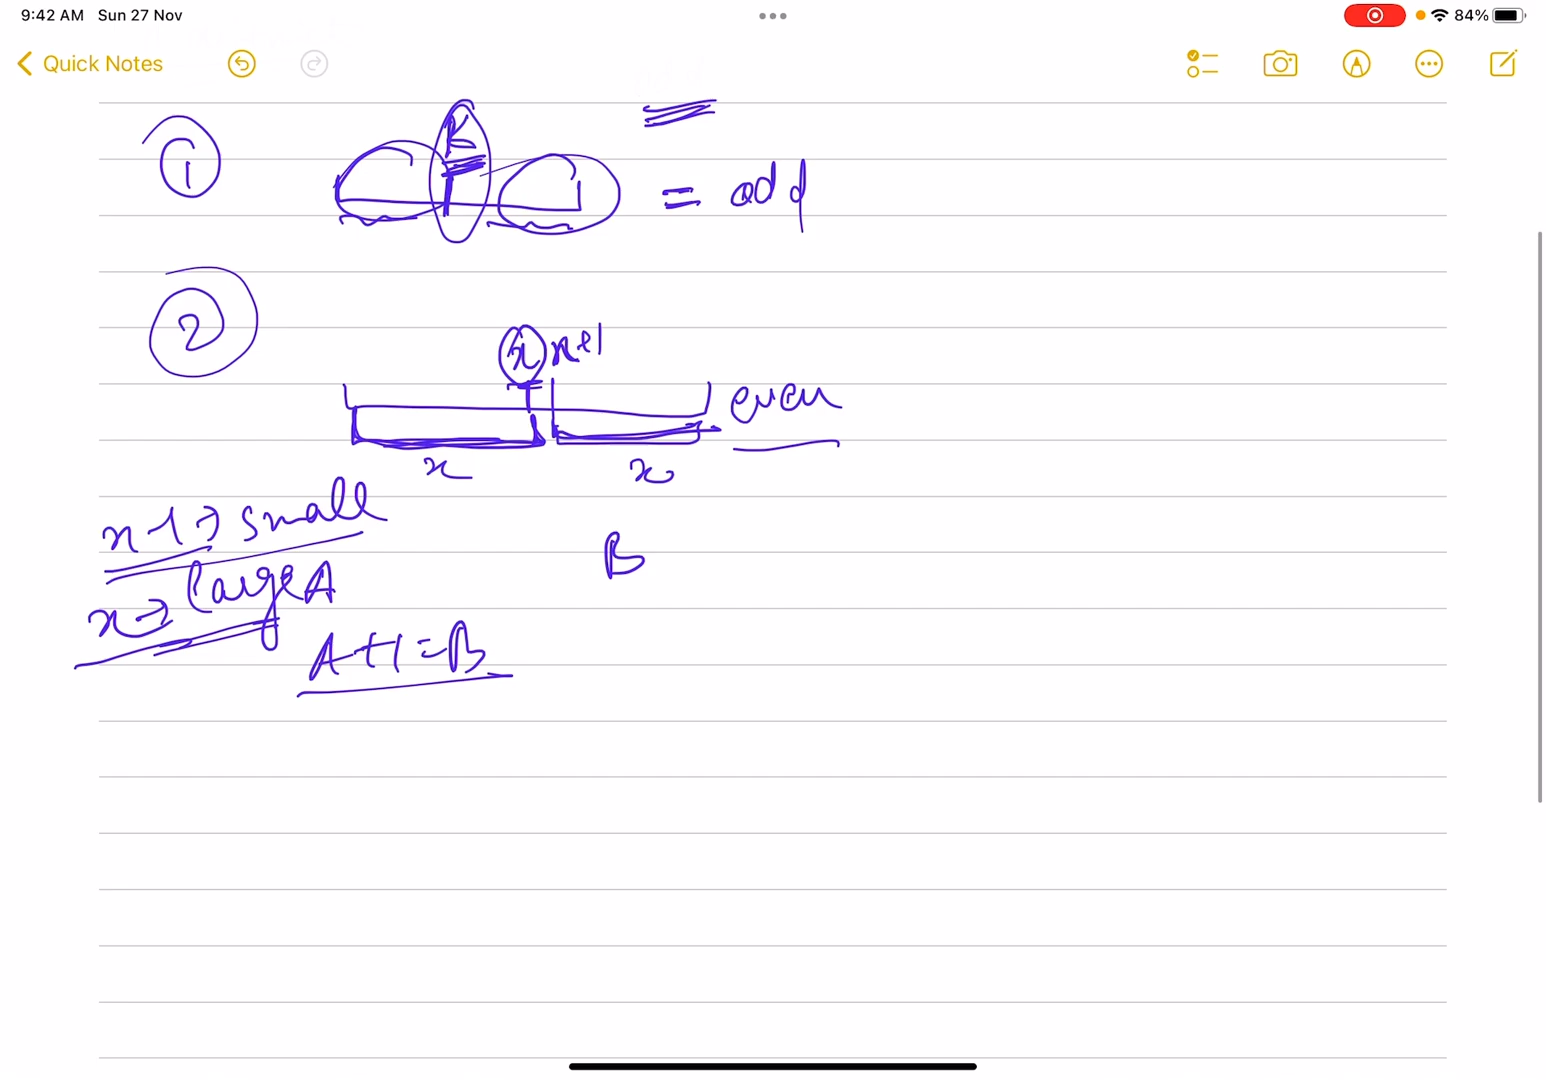 9:42 AM Sun 27 Nov
84%
Quick Notes
1
K
= odd
2
x x+1
even
x x
x-1 → small
B
x → large A
A+1=B